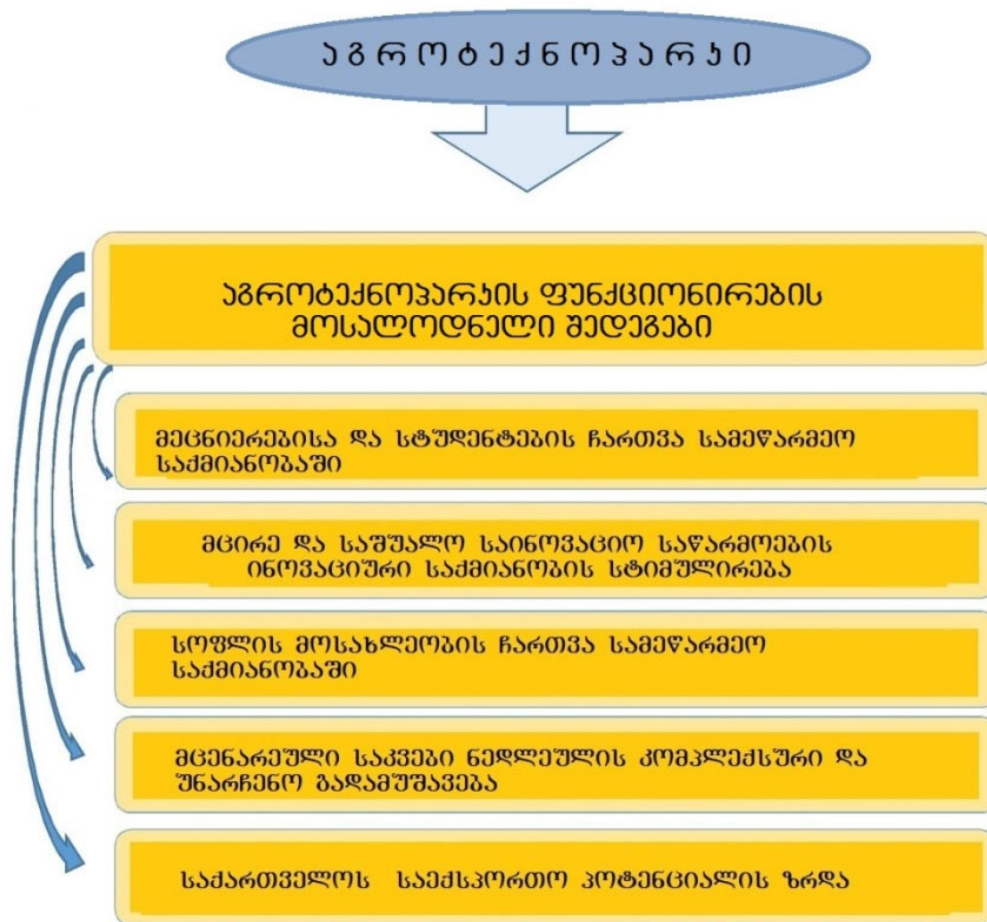 ა გ რ ო ტ ე ქ ნ ო პ ა რ კ ი
აგროტექნოპარკის ფუნქციონირების
მოსალოდნელი შედეგები
მეცნიერებისა და სტუდენტების ჩართვა სამეწარმეო
საქმიანობაში
მცირე და საშუალო საინოვაციო საწარმოების
ინოვაციური საქმიანობის სტიმულირება
სოფლის მოსახლეობის ჩართვა სამეწარმეო
საქმიანობაში
მცენარეული საკვები ნედლეულის კომპლექსური და
უნარჩენო გადამუშავება
საქართველოს საექსპორტო პოტენციალის ზრდა